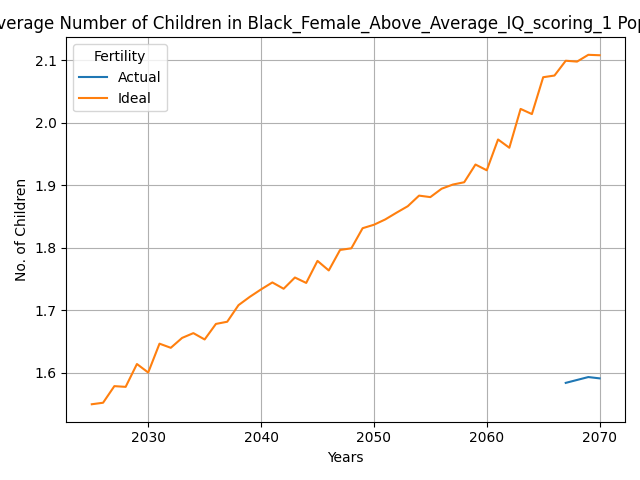 verage Number of Children in Black_Female_Above_Average_IQ_scoring_1 Pop
Fertility
Actual
Ideal
2.1
2.0
1.9
1.8
1.7
1.6
No. of Children
2030
2040
2050
2060
2070
Years